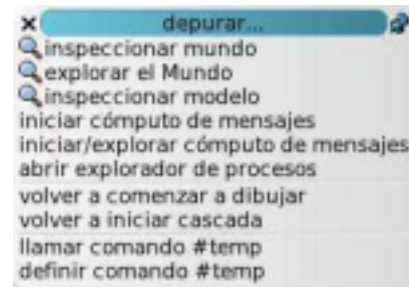 depurar...
inspeccionar mundo
explorar el Mundo
inspeccionar modelo
iniciar cómputo de mensajes
iniciar/explorar cómputo de mensajes
abrir explorador de procesos
volver a comenzar a dibujar
volver a iniciar cascada
llamar comando #temp
definir comando #temp